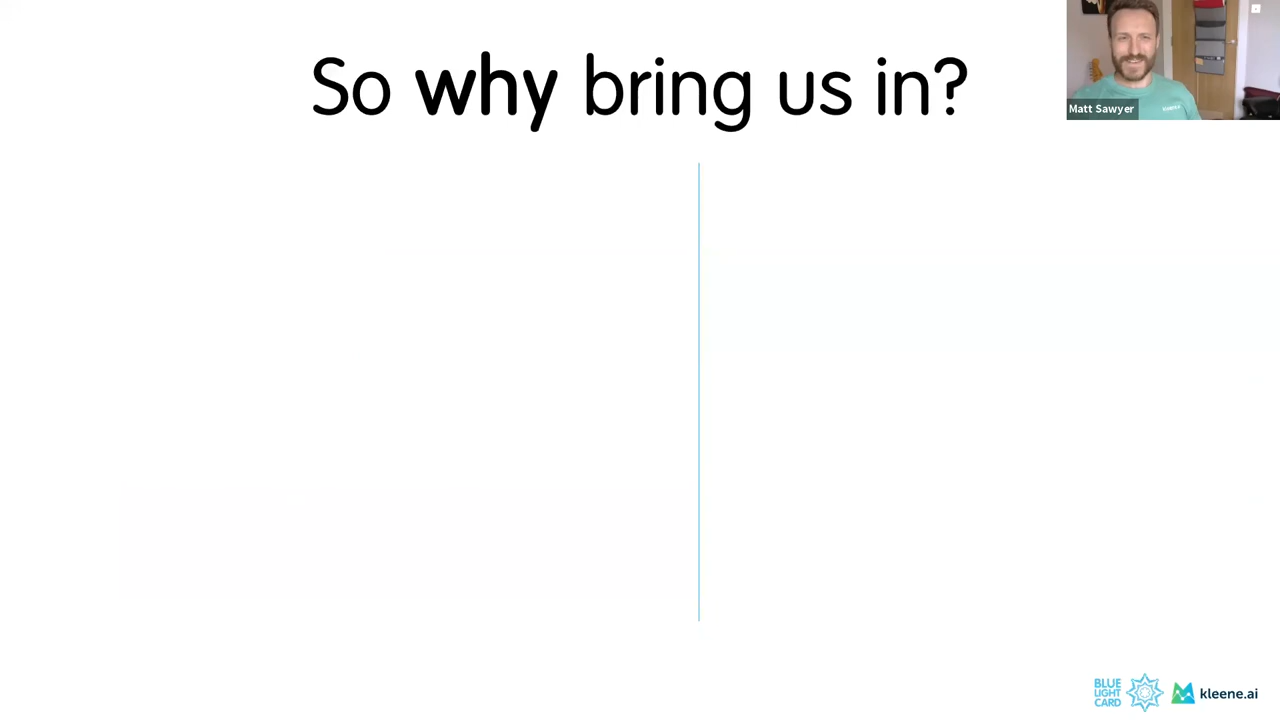 So why bring us in?
Matt Sawyer
BLUE
LIGHT
CARD
kleene.ai